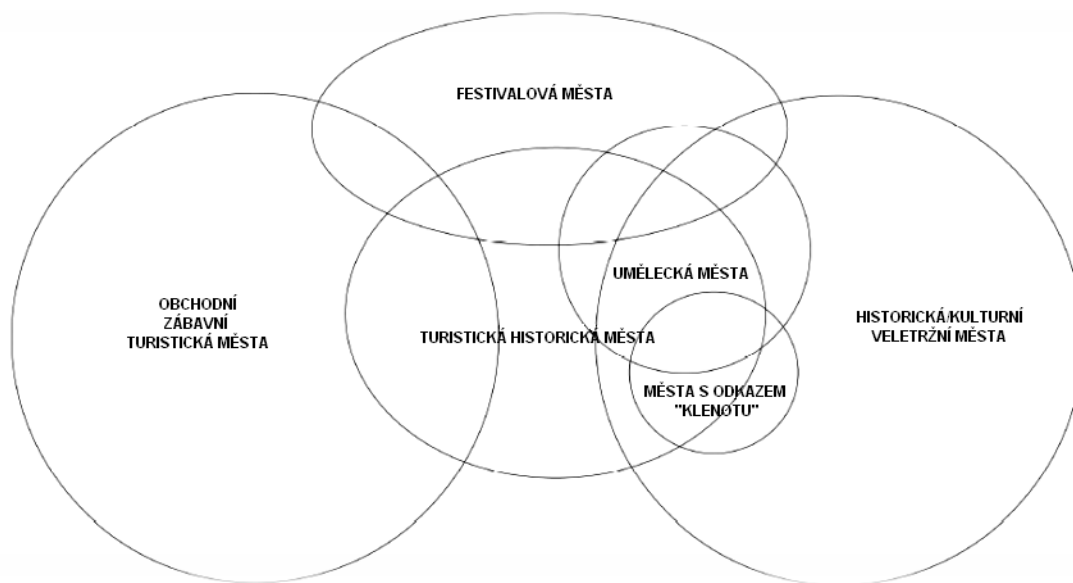 FESTIVALOVÁ MĚSTA
UMĚLECKÁ MĚSTA
OBCHODNÍ
ZÁBAVNÍ
TURISTICKÁ MĚSTA
TURISTICKÁ HISTORICKÁ MĚSTA
HISTORICKÁ/KULTURNÍ
VELETRŽNÍ MĚSTA
MĚSTA S ODKAZEM
"KLENOTU"